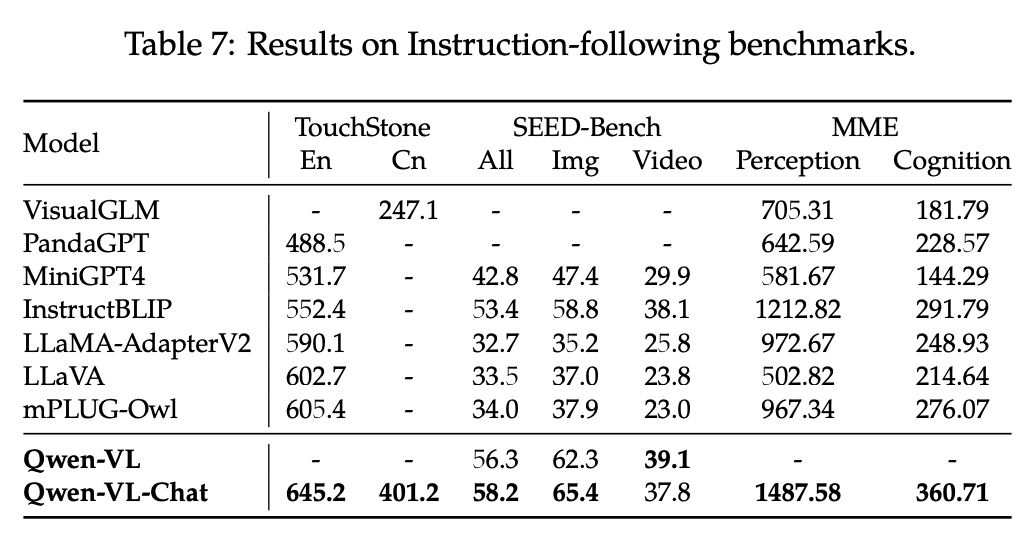 Table 7: Results on Instruction-following benchmarks.
Model TouchStone SEED-Bench MME
En Cn All Img Video Perception Cognition
VisualGLM - 247.1 - - - 705.31 181.79
PandaGPT 488.5 - - - - 642.59 228.57
MiniGPT4 531.7 - 42.8 47.4 29.9 581.67 144.29
InstructBLIP 552.4 - 53.4 58.8 38.1 1212.82 291.79
LLaMA-AdapterV2 590.1 - 32.7 35.2 25.8 972.67 248.93
LLaVA 602.7 - 33.5 37.0 23.8 502.82 214.64
mPLUG-Owl 605.4 - 34.0 37.9 23.0 967.34 276.07
Qwen-VL - - 56.3 62.3 39.1 - -
Qwen-VL-Chat 645.2 401.2 58.2 65.4 37.8 1487.58 360.71